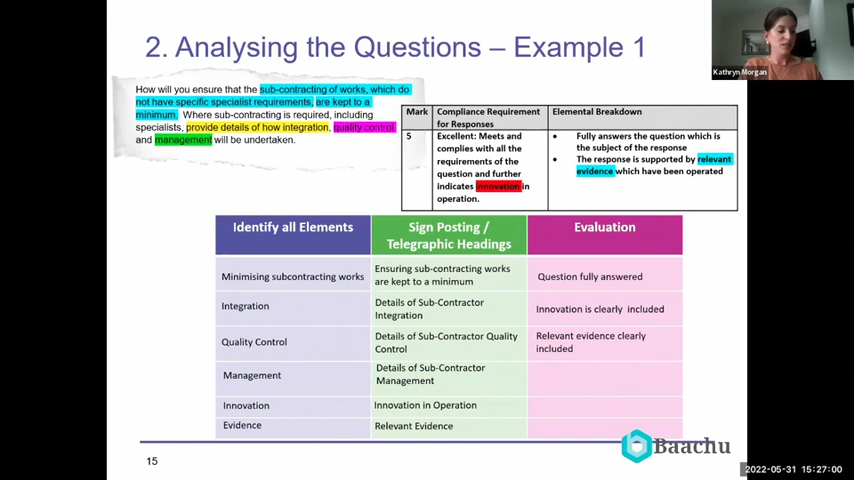 2. Analysing the Questions – Example 1
Kathryn Morgan
How will you ensure that the sub-contracting of works, which do
not have specific specialist requirements, are kept to a
minimum. Where sub-contracting is required, including
specialists, provide details of how integration, quality control
and management will be undertaken.
Mark
Compliance Requirement
for Responses
Elemental Breakdown
5
Excellent: Meets and
complies with all the
requirements of the
question and further
indicates innovation in
operation.
• Fully answers the question which is
the subject of the response
• The response is supported by relevant
evidence which have been operated
Identify all Elements
Sign Posting /
Telegraphic Headings
Evaluation
Minimising subcontracting works
Ensuring sub-contracting works
are kept to a minimum
Question fully answered
Integration
Details of Sub-Contractor
Integration
Innovation is clearly included
Quality Control
Details of Sub-Contractor Quality
Control
Relevant evidence clearly
included
Management
Details of Sub-Contractor
Management
Innovation
Innovation in Operation
Evidence
Relevant Evidence
Baachu
15
2022-05-31 15:27:00